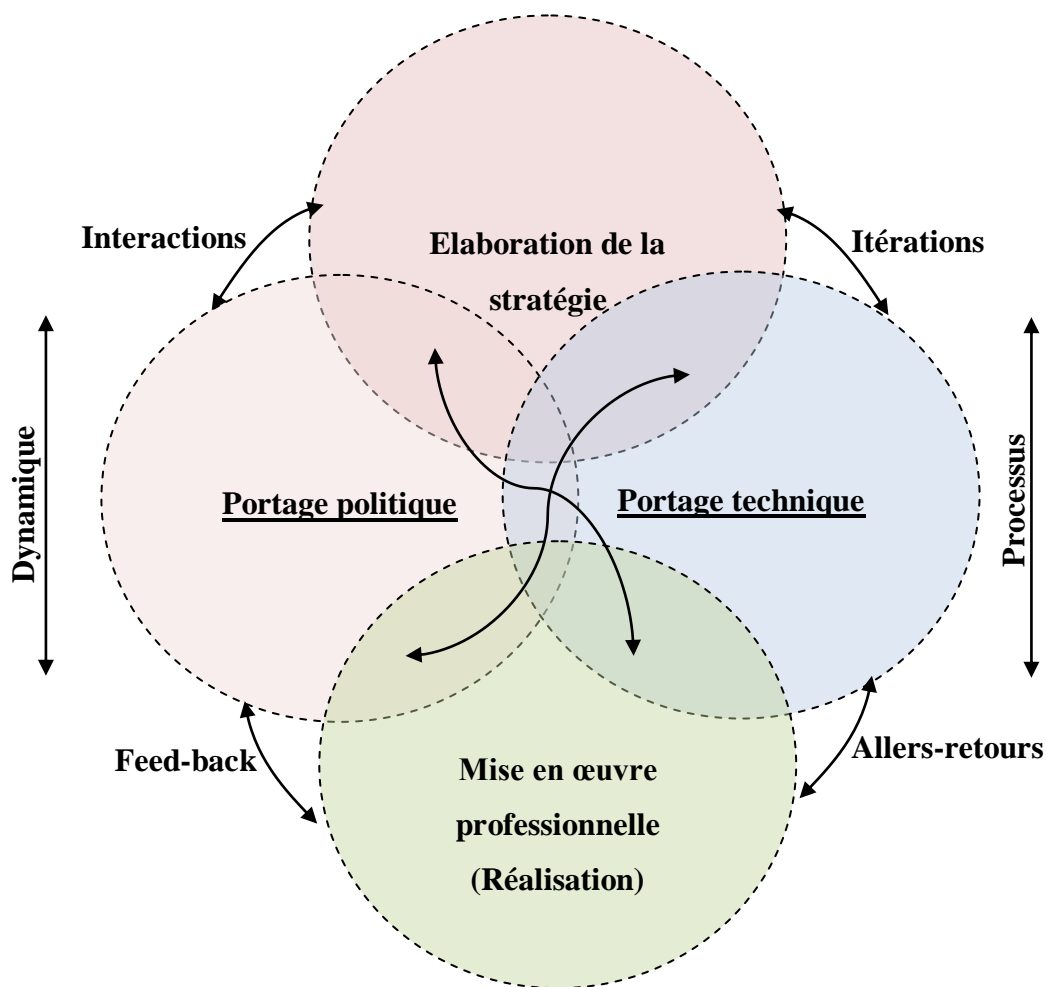 Interactions
Itérations
Elaboration de la
stratégie
Dynamique
Processus
Portage politique
Portage technique
Feed-back
Allers-retours
Mise en œuvre
professionnelle
(Réalisation)